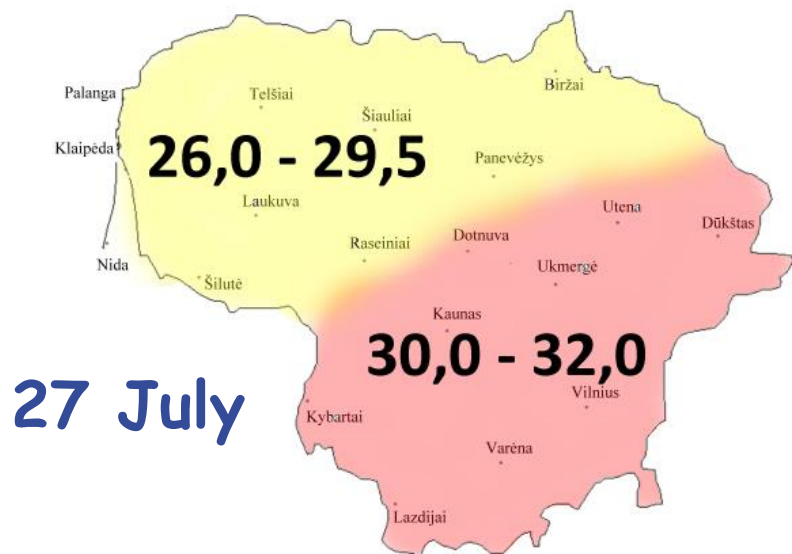 Palanga
Telšiai
Biržai
Šiauliai
Klaipėda
26,0 - 29,5
Panevėžys
Laukuva
Utena
Dūkštas
Dotnuva
Raseiniai
Nida
Ukmergė
Šilutė
Kaunas
30,0 - 32,0
27 July
Vilnius
Kybartai
Varėna
Lazdijai